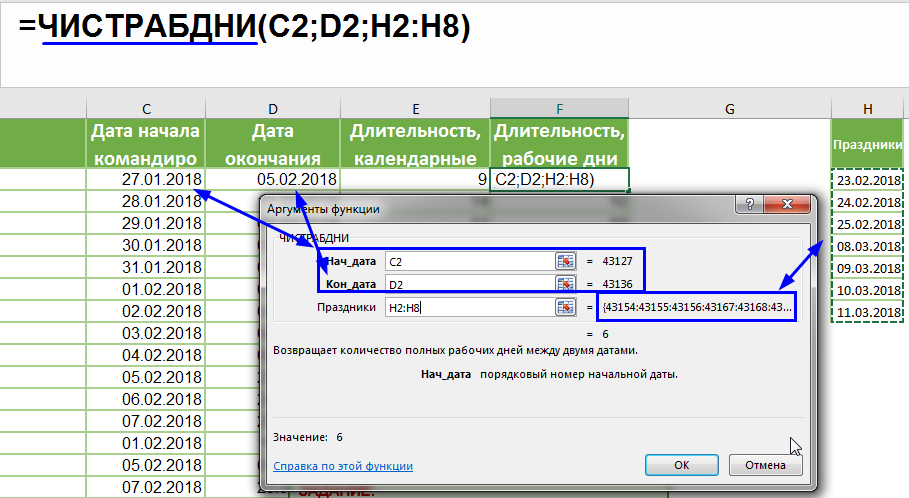 =ЧИСТРАБДНИ(C2;D2;H2:H8)
C D E F G H
Дата начала командиро Дата окончания Длительность, календарные Длительность, рабочие дни Праздники
27.01.2018 05.02.2018 9 C2;D2;H2:H8) 23.02.2018
28.01.2018 24.02.2018
29.01.2018 25.02.2018
30.01.2018 08.03.2018
31.01.2018 09.03.2018
01.02.2018 10.03.2018
02.02.2018 11.03.2018
03.02.2018
04.02.2018
05.02.2018
06.02.2018
07.02.2018
01.02.2018
05.02.2018
07.02.2018
Аргументы функции
ЧИСТРАБДНИ
Нач_дата C2 = 43127
Кон_дата D2 = 43136
Праздники H2:H8 = {43154:43155:43156:43167:43168:43...
= 6
Возвращает количество полных рабочих дней между двумя датами.
Нач_дата порядковый номер начальной даты.
Значение: 6
Справка по этой функции
ОК Отмена